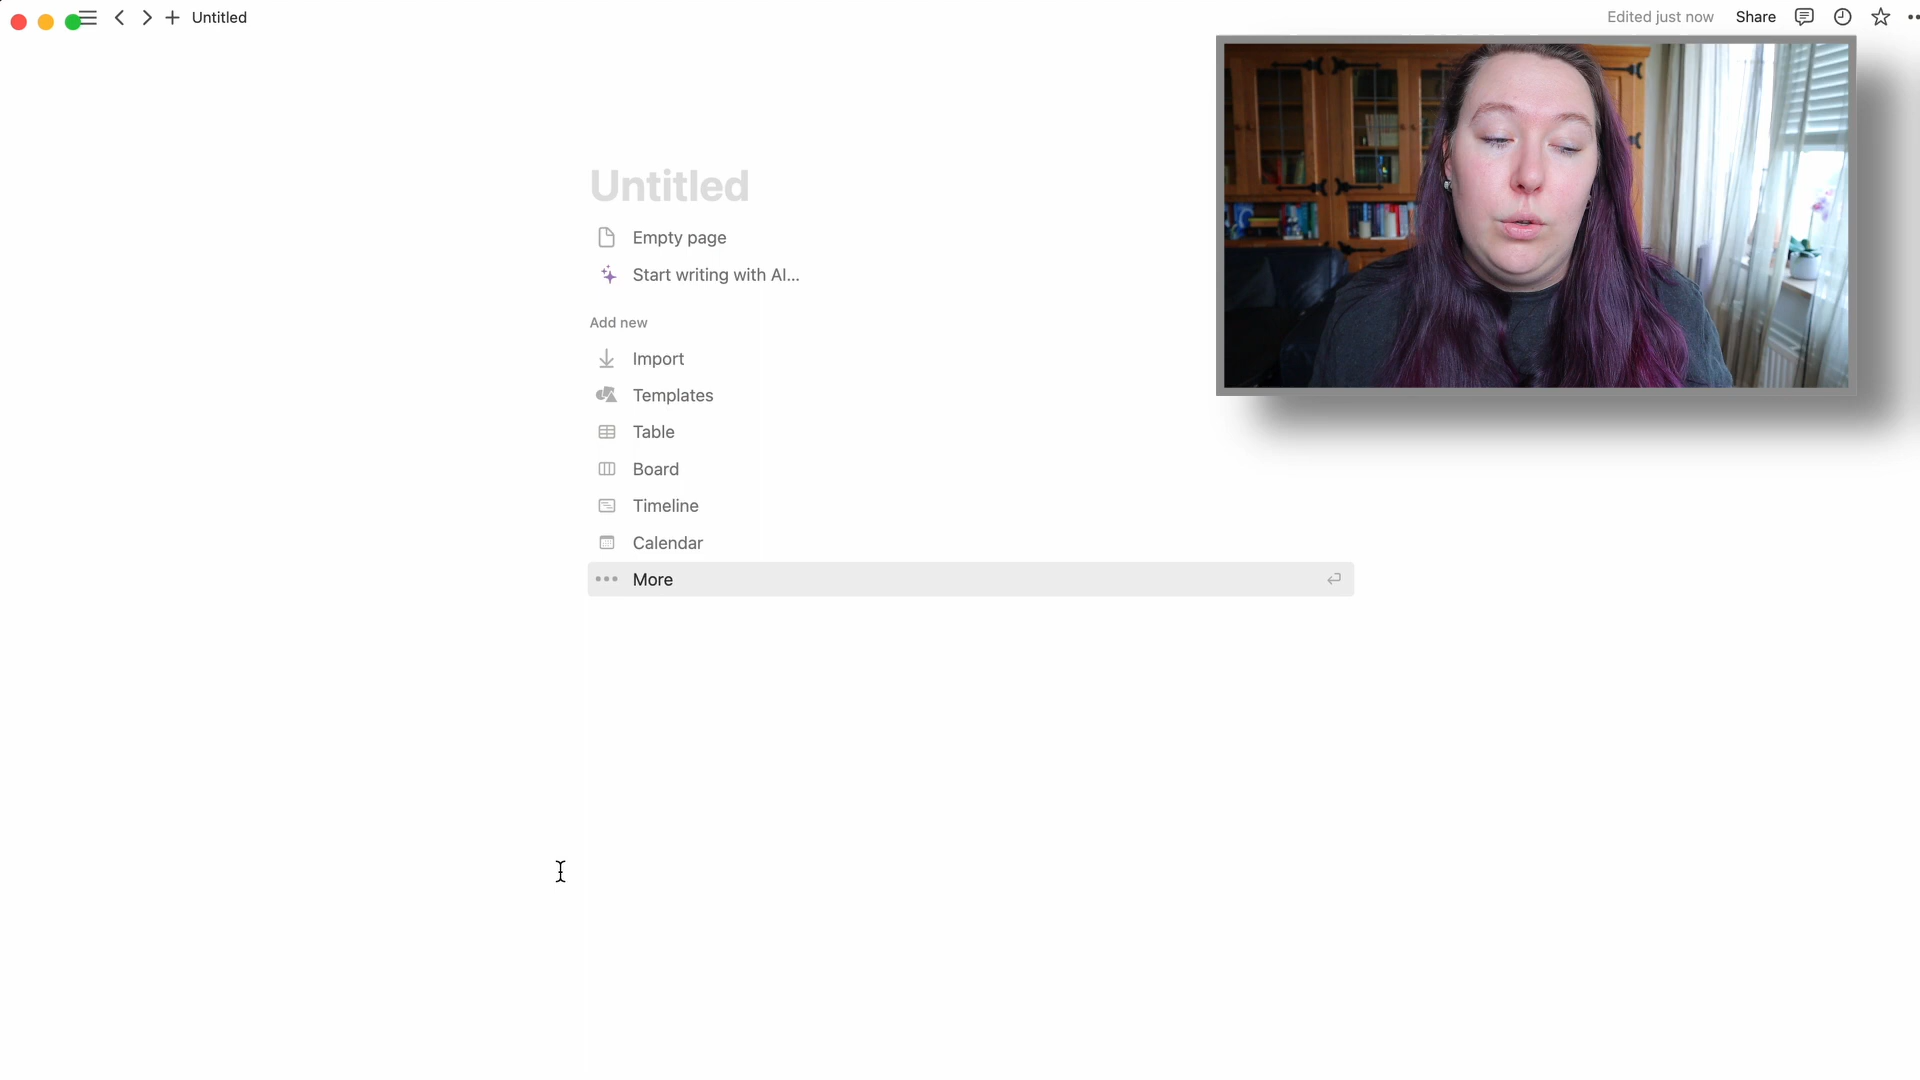 Untitled
Edited just now
Share
Untitled
Empty page
Start writing with AI...
Add new
Import
Templates
Table
Board
Timeline
Calendar
More